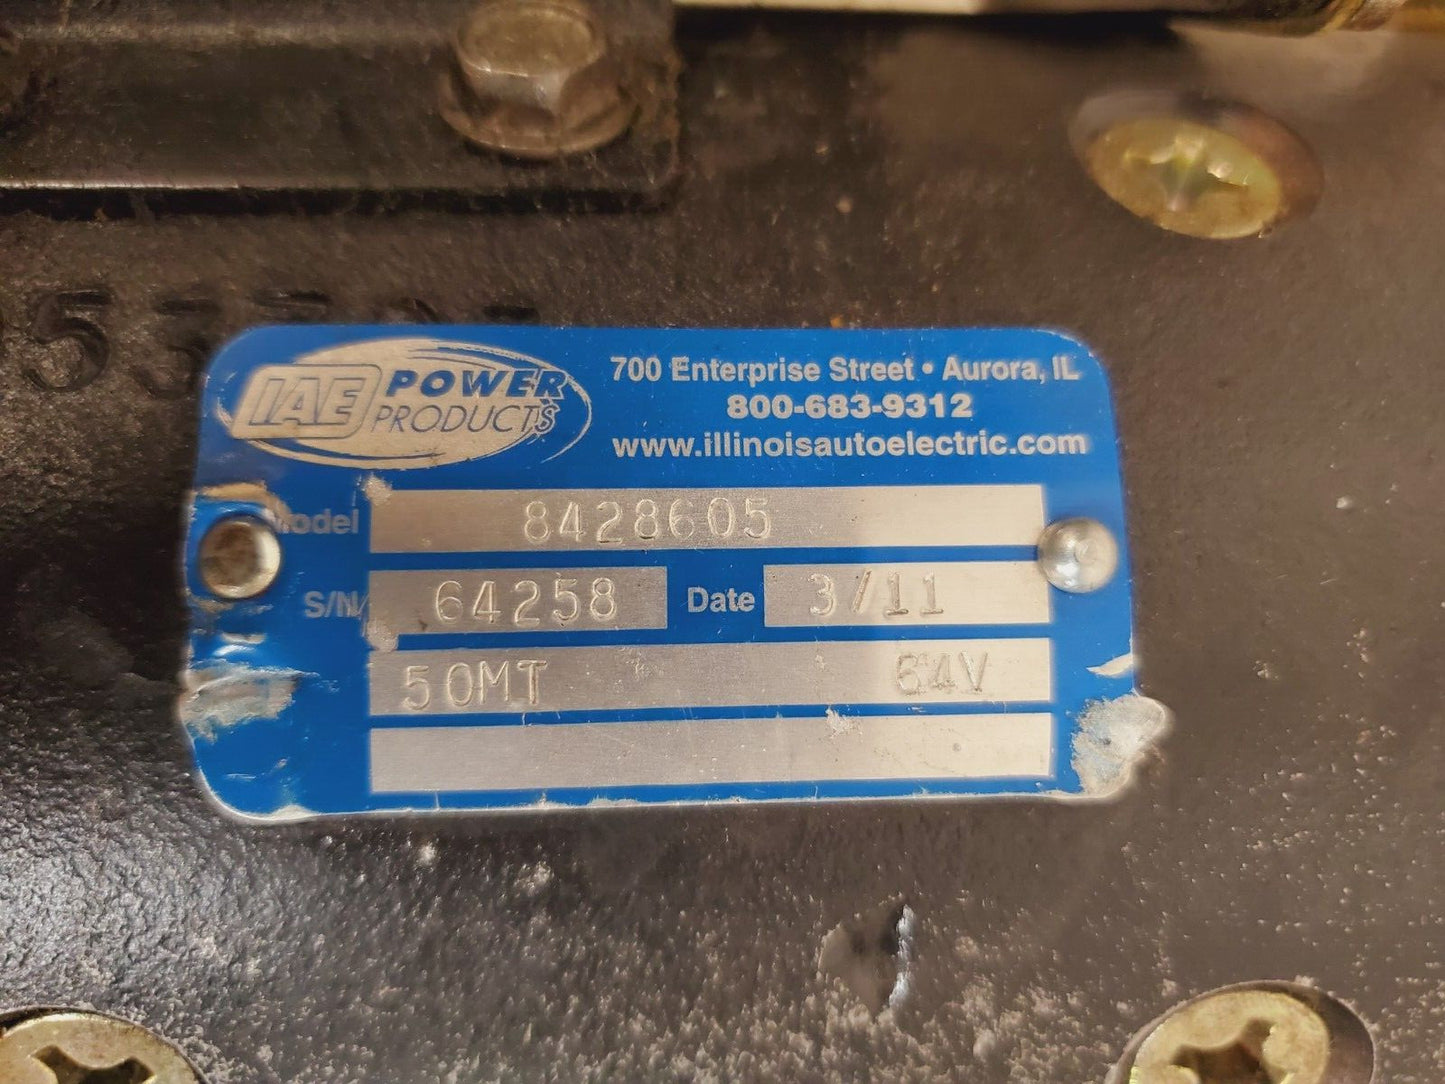 IAE POWER PRODUCTS
700 Enterprise Street • Aurora, IL
800-683-9312
www.illinoisautoelectric.com
Model 8428605
S/N 64258 Date 3/11
50MT 64V